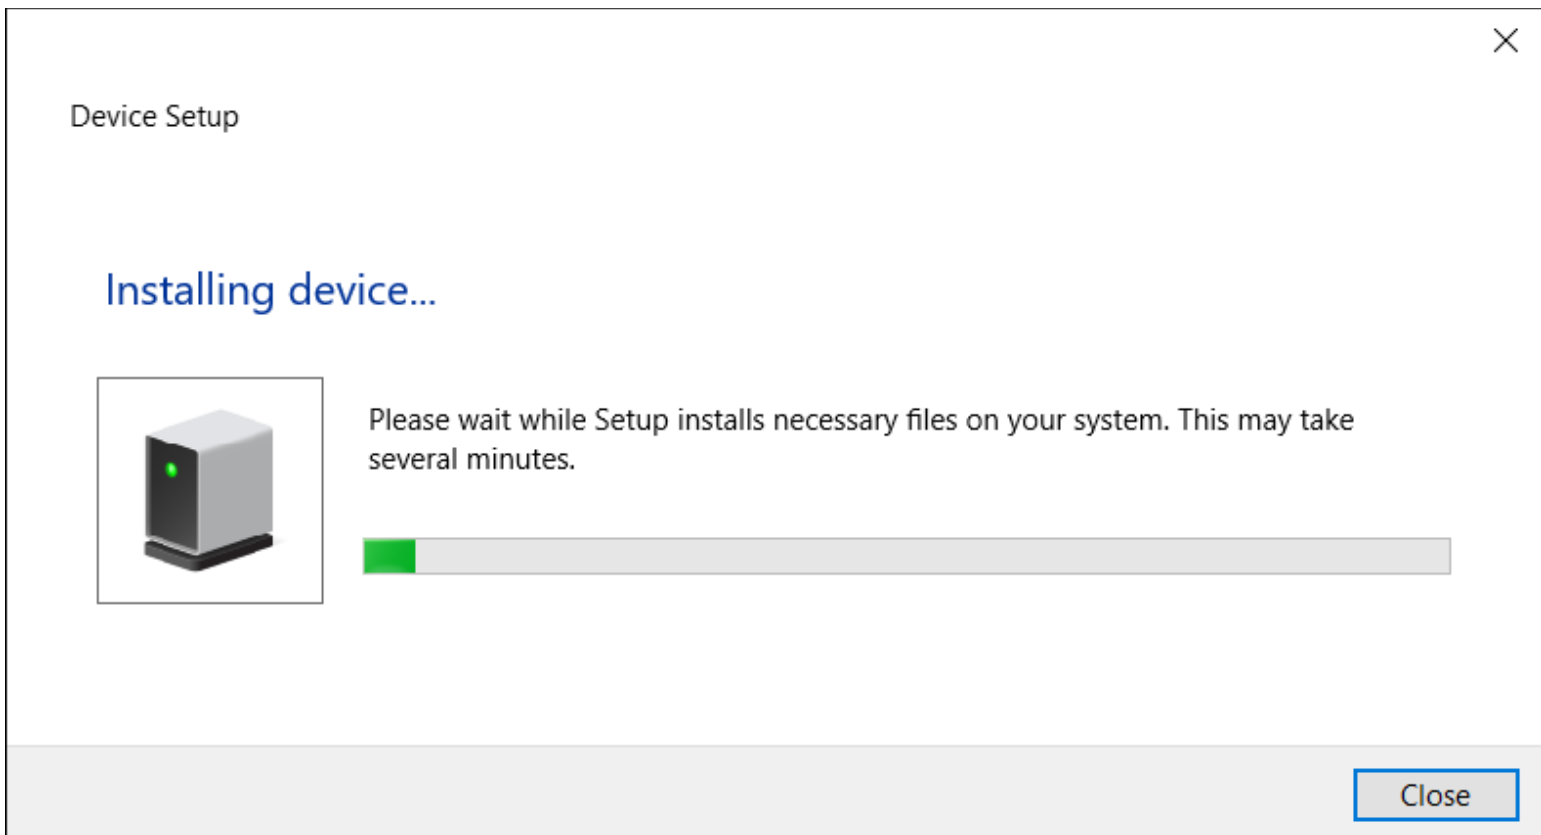 Device Setup
Installing device...
Please wait while Setup installs necessary files on your system. This may take
several minutes.
Close